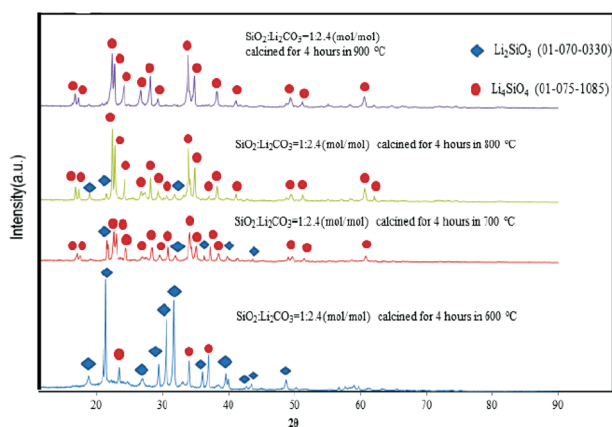 SiO2:Li2CO3=1:2.4 (mol/mol)
calcined for 4 hours in 900 °C
Li2SiO3 (01-070-0330)
Li4SiO4 (01-075-1085)
SiO2:Li2CO3=1:2.4 (mol/mol) calcined for 4 hours in 800 °C
SiO2:Li2CO3=1:2.4 (mol/mol) calcined for 4 hours in 700 °C
SiO2:Li2CO3=1:2.4 (mol/mol) calcined for 4 hours in 600 °C
Intensity(a.u.)
20 30 40 50 60 70 80 90
2θ